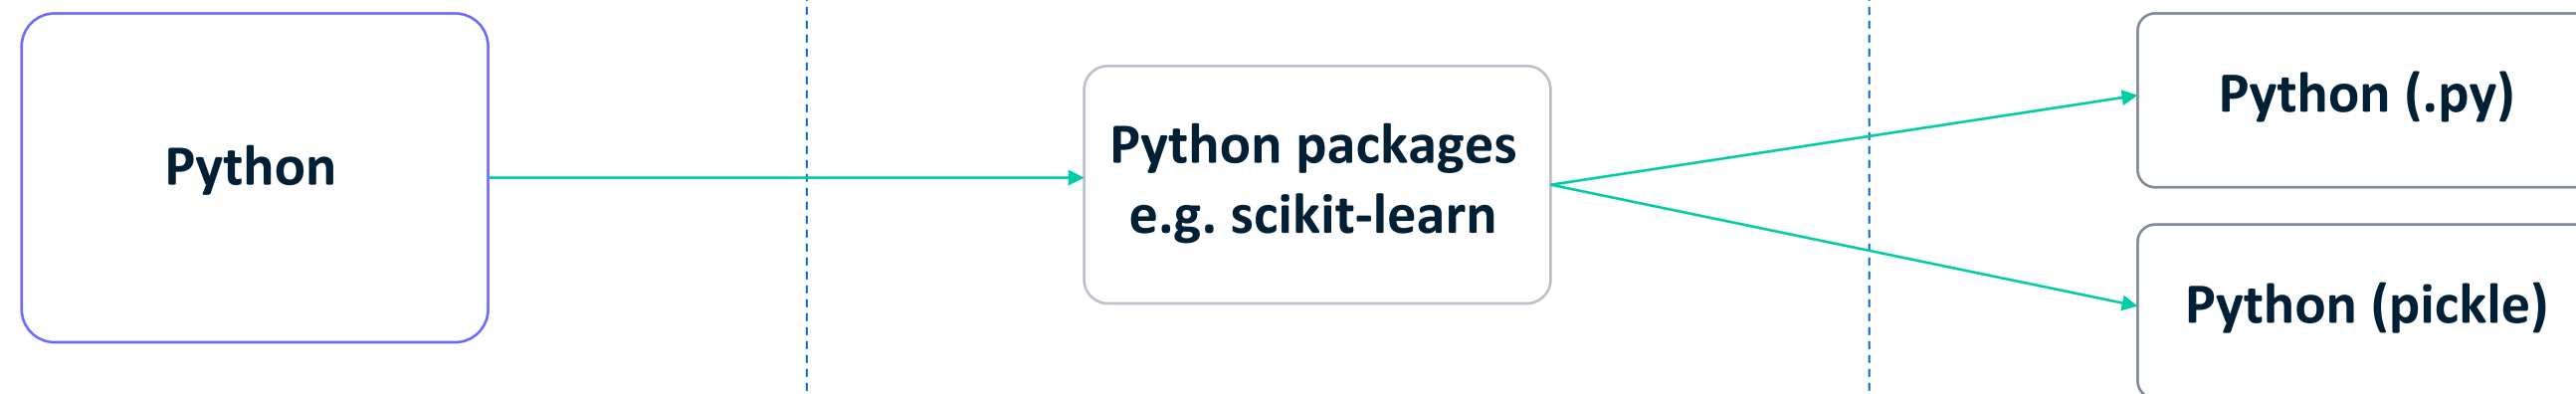 Python
Python packages
e.g. scikit-learn
Python (.py)
Python (pickle)